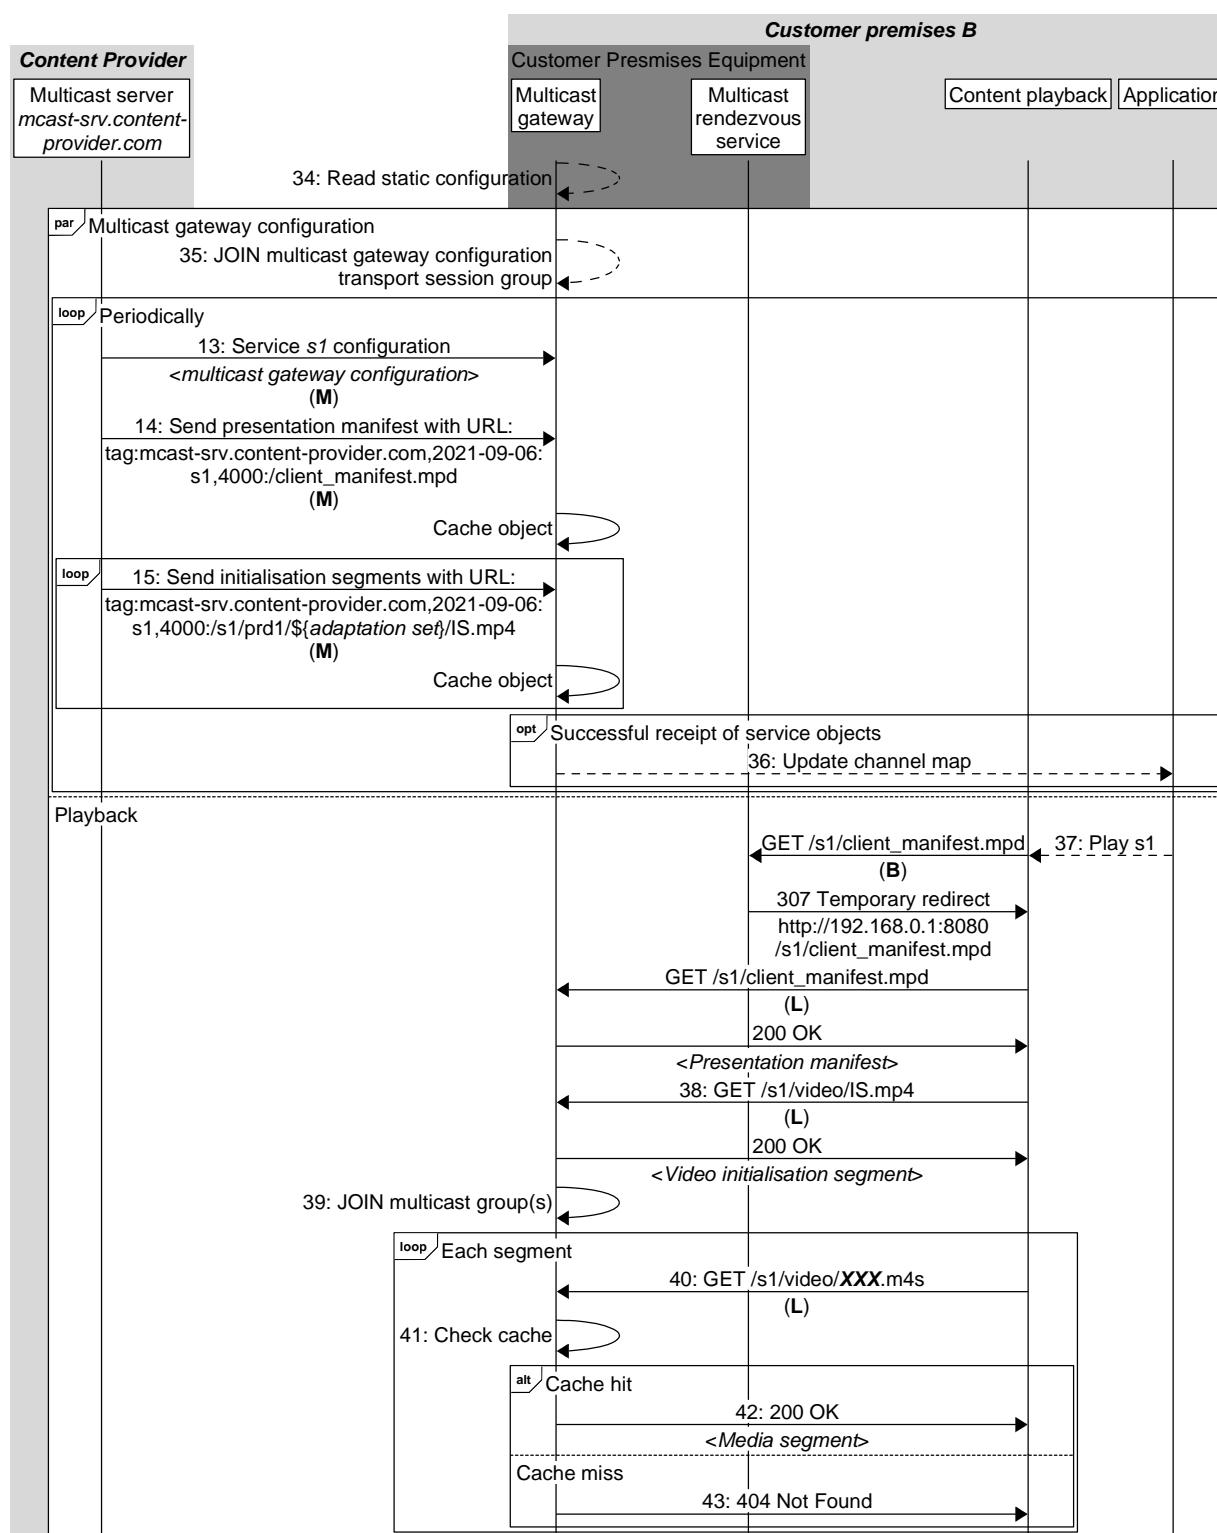 Customer premises B
Content Provider
Customer Presmises Equipment
Multicast server
mcast-srv.content-
provider.com
Multicast
gateway
Multicast
rendezvous
service
Content playback
Application
34: Read static configuration
par
Multicast gateway configuration
35: JOIN multicast gateway configuration
transport session group
loop
Periodically
13: Service s1 configuration
<multicast gateway configuration>
(M)
14: Send presentation manifest with URL:
tag:mcast-srv.content-provider.com,2021-09-06:
s1,4000:/client_manifest.mpd
(M)
Cache object
loop
15: Send initialisation segments with URL:
tag:mcast-srv.content-provider.com,2021-09-06:
s1,4000:/s1/prd1/${adaptation set}/IS.mp4
(M)
Cache object
opt
Successful receipt of service objects
36: Update channel map
Playback
GET /s1/client_manifest.mpd
37: Play s1
(B)
307 Temporary redirect
http://192.168.0.1:8080
/s1/client_manifest.mpd
GET /s1/client_manifest.mpd
(L)
200 OK
<Presentation manifest>
38: GET /s1/video/IS.mp4
(L)
200 OK
<Video initialisation segment>
39: JOIN multicast group(s)
loop
Each segment
40: GET /s1/video/XXX.m4s
(L)
41: Check cache
alt
Cache hit
42: 200 OK
<Media segment>
Cache miss
43: 404 Not Found